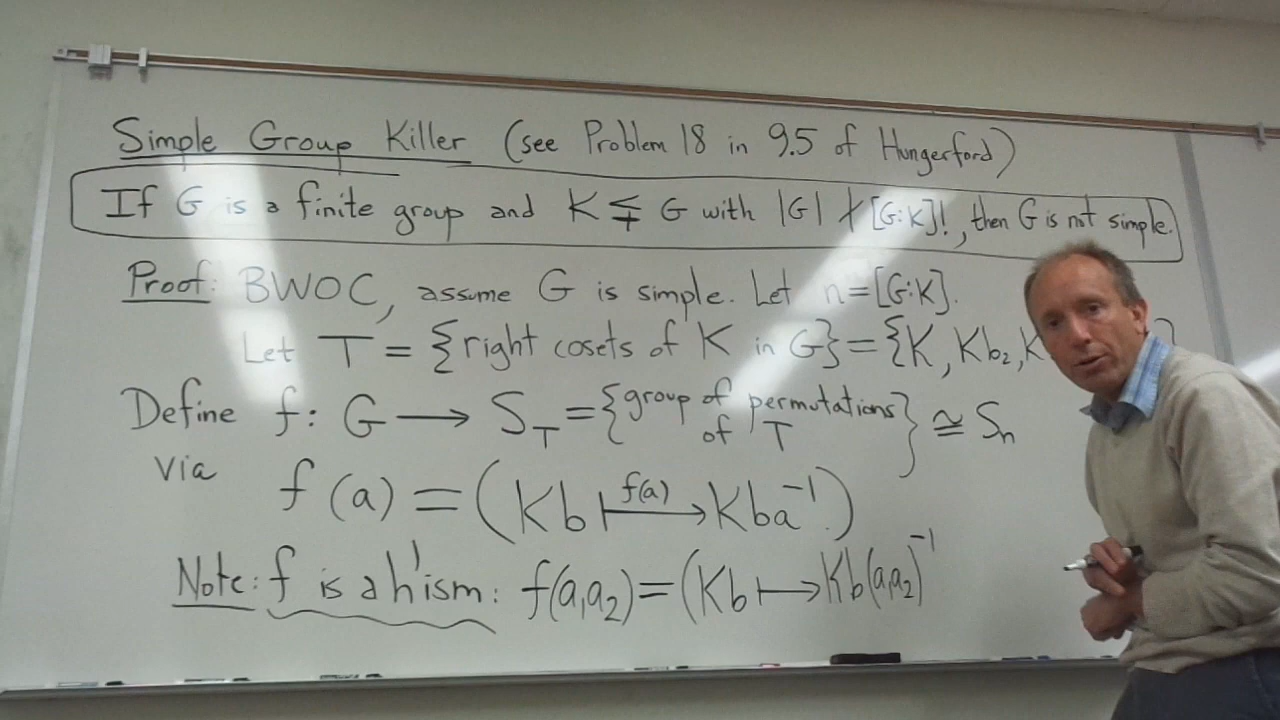 Simple Group Killer (see Problem 18 in 9.5 of Hungerford)
If G is a finite group and K ≨ G with |G| ∤ [G:K]!, then G is not simple.
Proof: BWOC, assume G is simple. Let n=[G:K].
Let T = {right cosets of K in G} = {K, Kb₂, K
Define f: G ⟶ S_T = {group of permutations of T} ≅ Sₙ
via
f(a) = (Kb ⟼^{f(a)} Kba⁻¹.)
Note: f is a h'ism: f(a₁a₂) = (Kb ⟼ Kb(a₁a₂)⁻¹